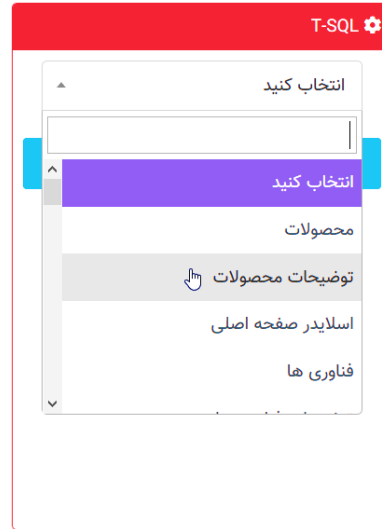 T-SQL
انتخاب کنید
انتخاب کنید
محصولات
توضیحات محصولات
اسلایدر صفحه اصلی
فناوری ها